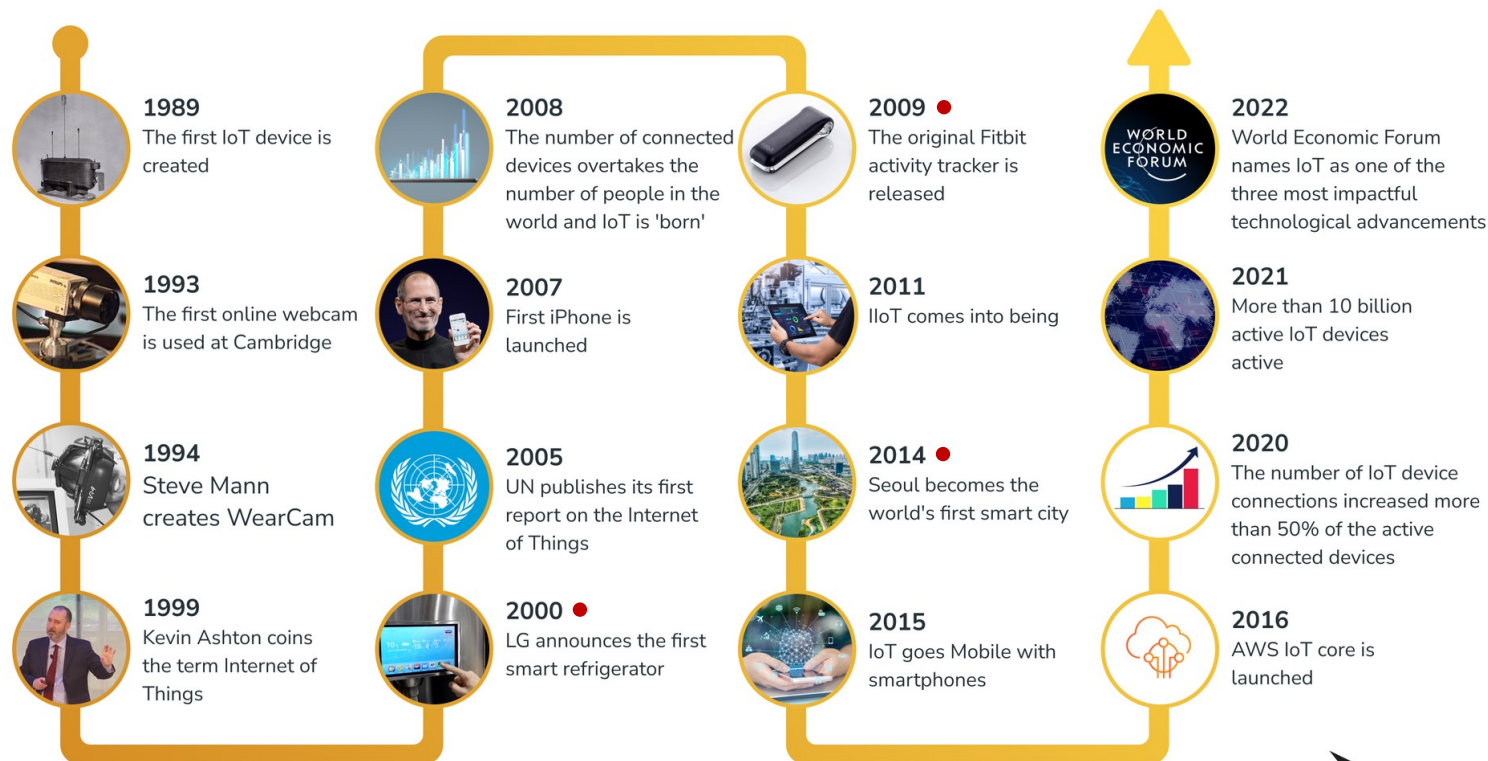 1989
The first IoT device is
created
1993
The first online webcam
is used at Cambridge
1994
Steve Mann
creates WearCam
1999
Kevin Ashton coins
the term Internet of
Things
2000
LG announces the first
smart refrigerator
2005
UN publishes its first
report on the Internet
of Things
2007
First iPhone is
launched
2008
The number of connected
devices overtakes the
number of people in the
world and IoT is 'born'
2009
The original Fitbit
activity tracker is
released
2011
IIoT comes into being
2014
Seoul becomes the
world's first smart city
2015
IoT goes Mobile with
smartphones
2016
AWS IoT core is
launched
2020
The number of IoT device
connections increased more
than 50% of the active
connected devices
2021
More than 10 billion
active IoT devices
active
WORLD
ECONOMIC
FORUM
2022
World Economic Forum
names IoT as one of the
three most impactful
technological advancements